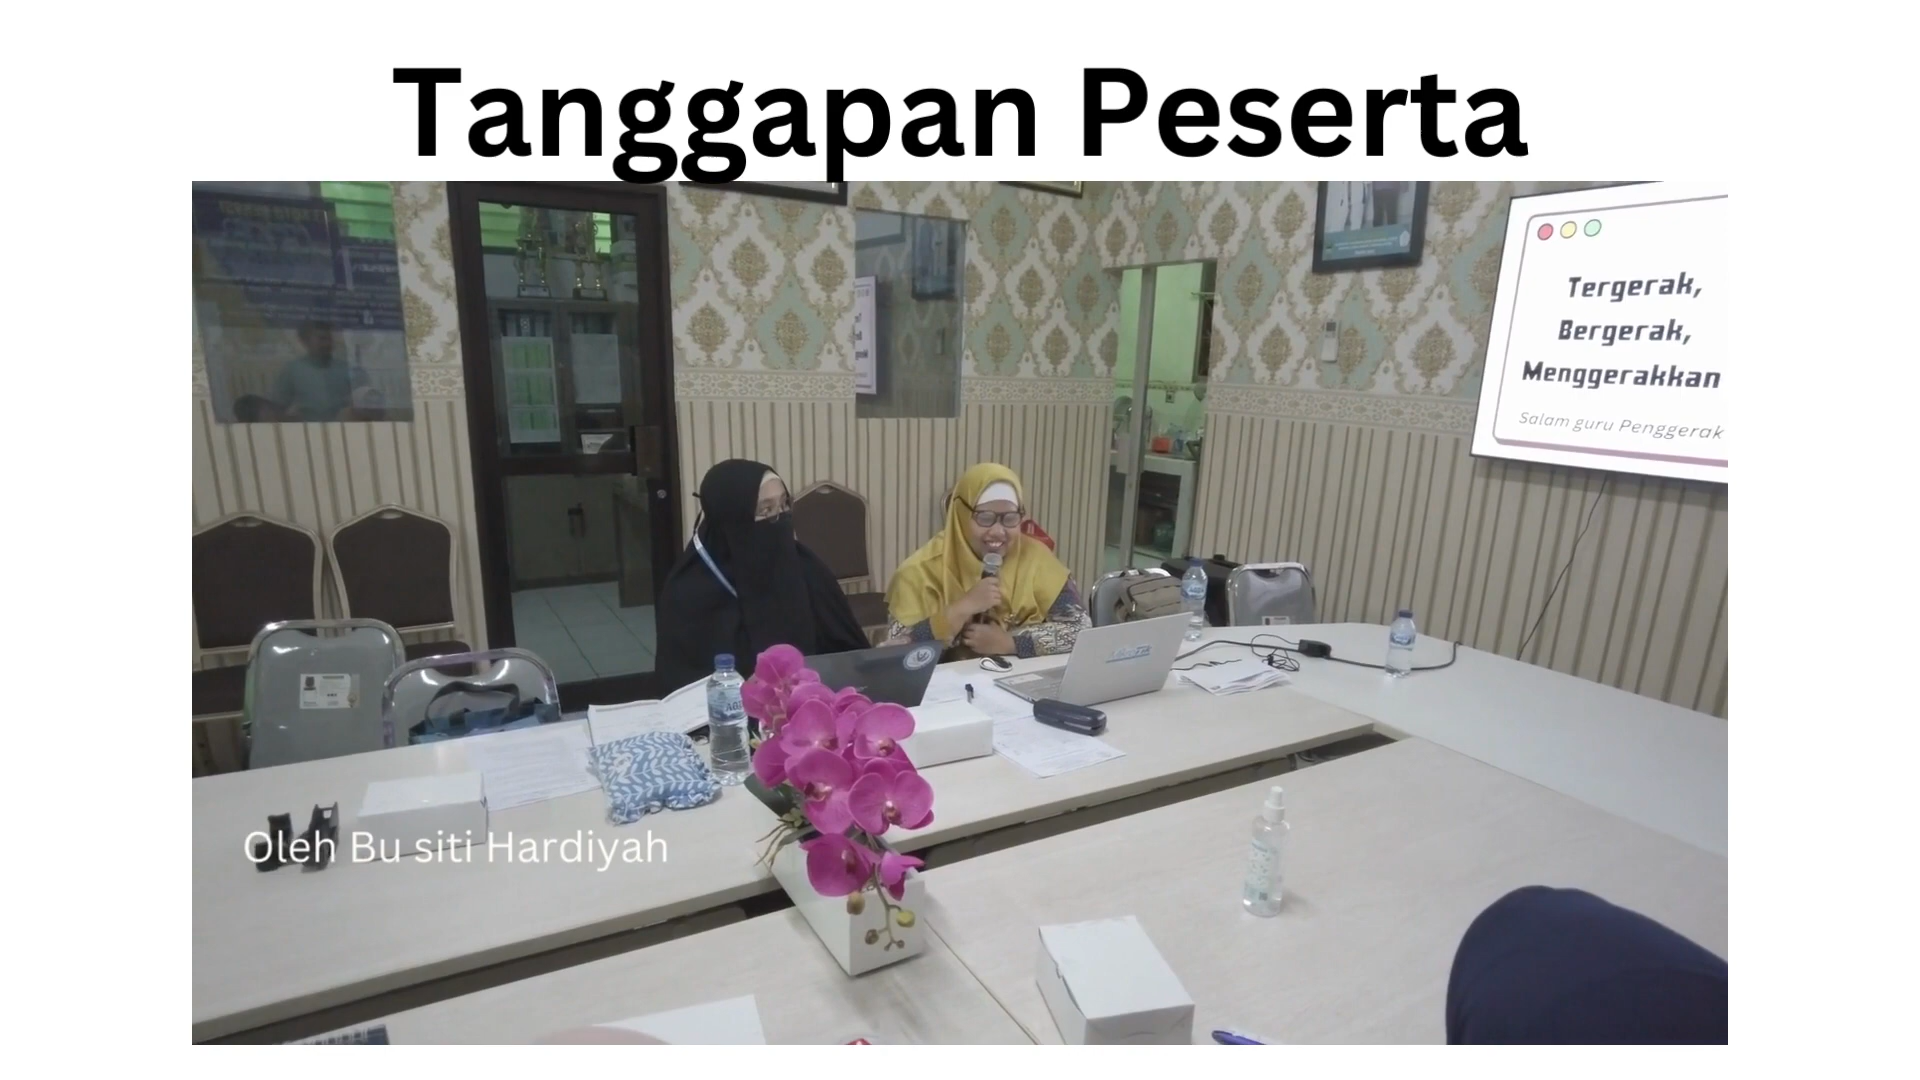 Tanggapan Peserta
Tergerak,
Bergerak,
Menggerakkan
Salam guru Penggerak
Oleh Bu siti Hardiyah